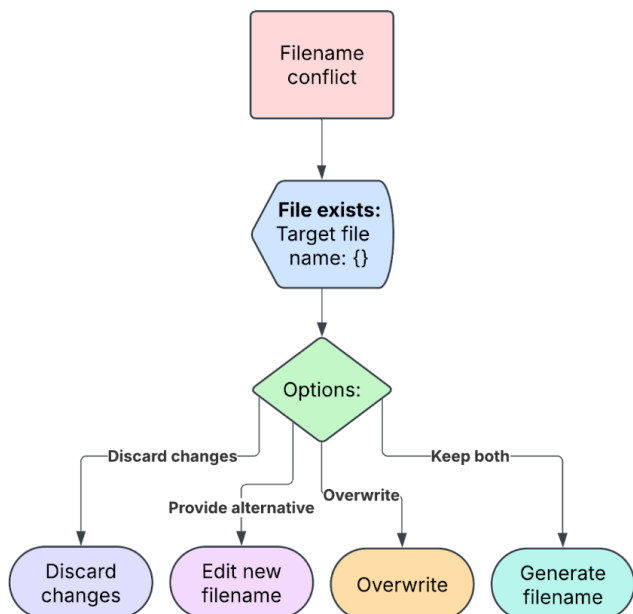 Filename
conflict
File exists:
Target file
name: {}
Options:
Discard changes
Keep both
Provide alternative
Overwrite
Discard
changes
Edit new
filename
Overwrite
Generate
filename